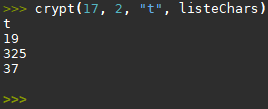 >>> crypt(17, 2, "t", listeChars)
t
19
325
37
>>>